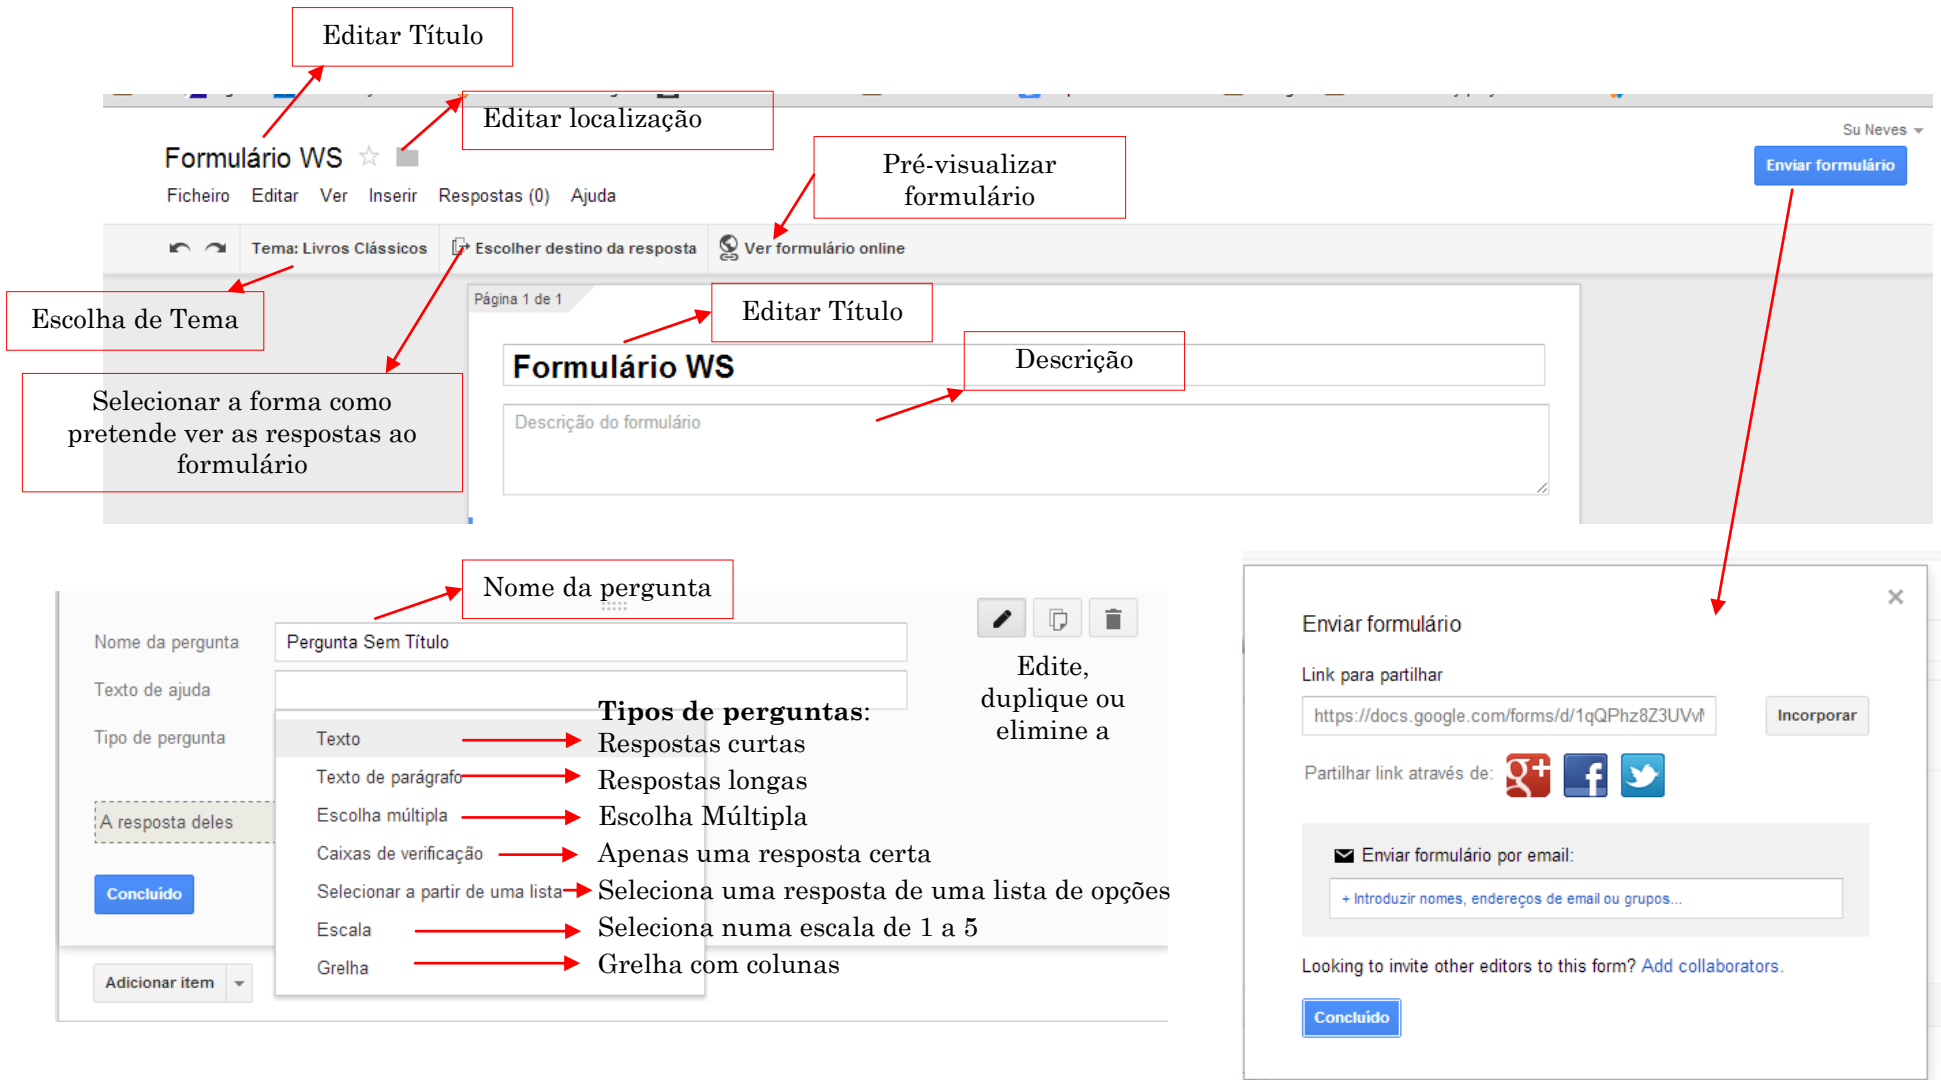 Editar Título
Editar localização
Su Neves
Formulário WS
Pré-visualizar
formulário
Enviar formulário
Ficheiro Editar Ver Inserir Respostas (0) Ajuda
Tema: Livros Clássicos Escolher destino da resposta Ver formulário online
Página 1 de 1
Escolha de Tema
Editar Título
Formulário WS
Descrição
Selecionar a forma como
pretende ver as respostas ao
formulário
Descrição do formulário
Nome da pergunta
Nome da pergunta Pergunta Sem Título
Texto de ajuda
Edite,
duplique ou
elimine a
Tipos de perguntas:
Tipo de pergunta
Texto Respostas curtas
Texto de parágrafo Respostas longas
Escolha múltipla Escolha Múltipla
A resposta deles
Caixas de verificação Apenas uma resposta certa
Selecionar a partir de uma lista Seleciona uma resposta de uma lista de opções
Concluído
Escala Seleciona numa escala de 1 a 5
Grelha Grelha com colunas
Adicionar item
Enviar formulário
Link para partilhar
https://docs.google.com/forms/d/1qQPhz8Z3UVvM Incorporar
Partilhar link através de:
Enviar formulário por email:
+ Introduzir nomes, endereços de email ou grupos...
Looking to invite other editors to this form? Add collaborators.
Concluído